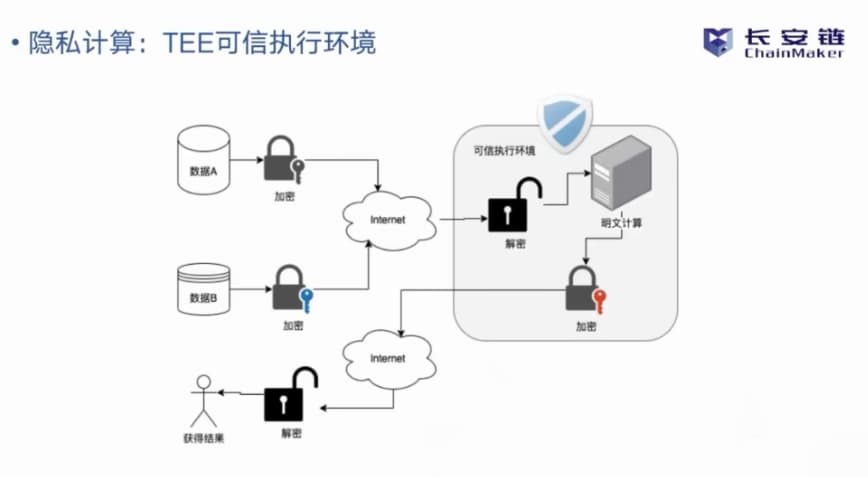 • 隐私计算：TEE可信执行环境
长安链
ChainMaker
数据A
加密
Internet
可信执行环境
解密
明文计算
数据B
加密
加密
Internet
获得结果
解密